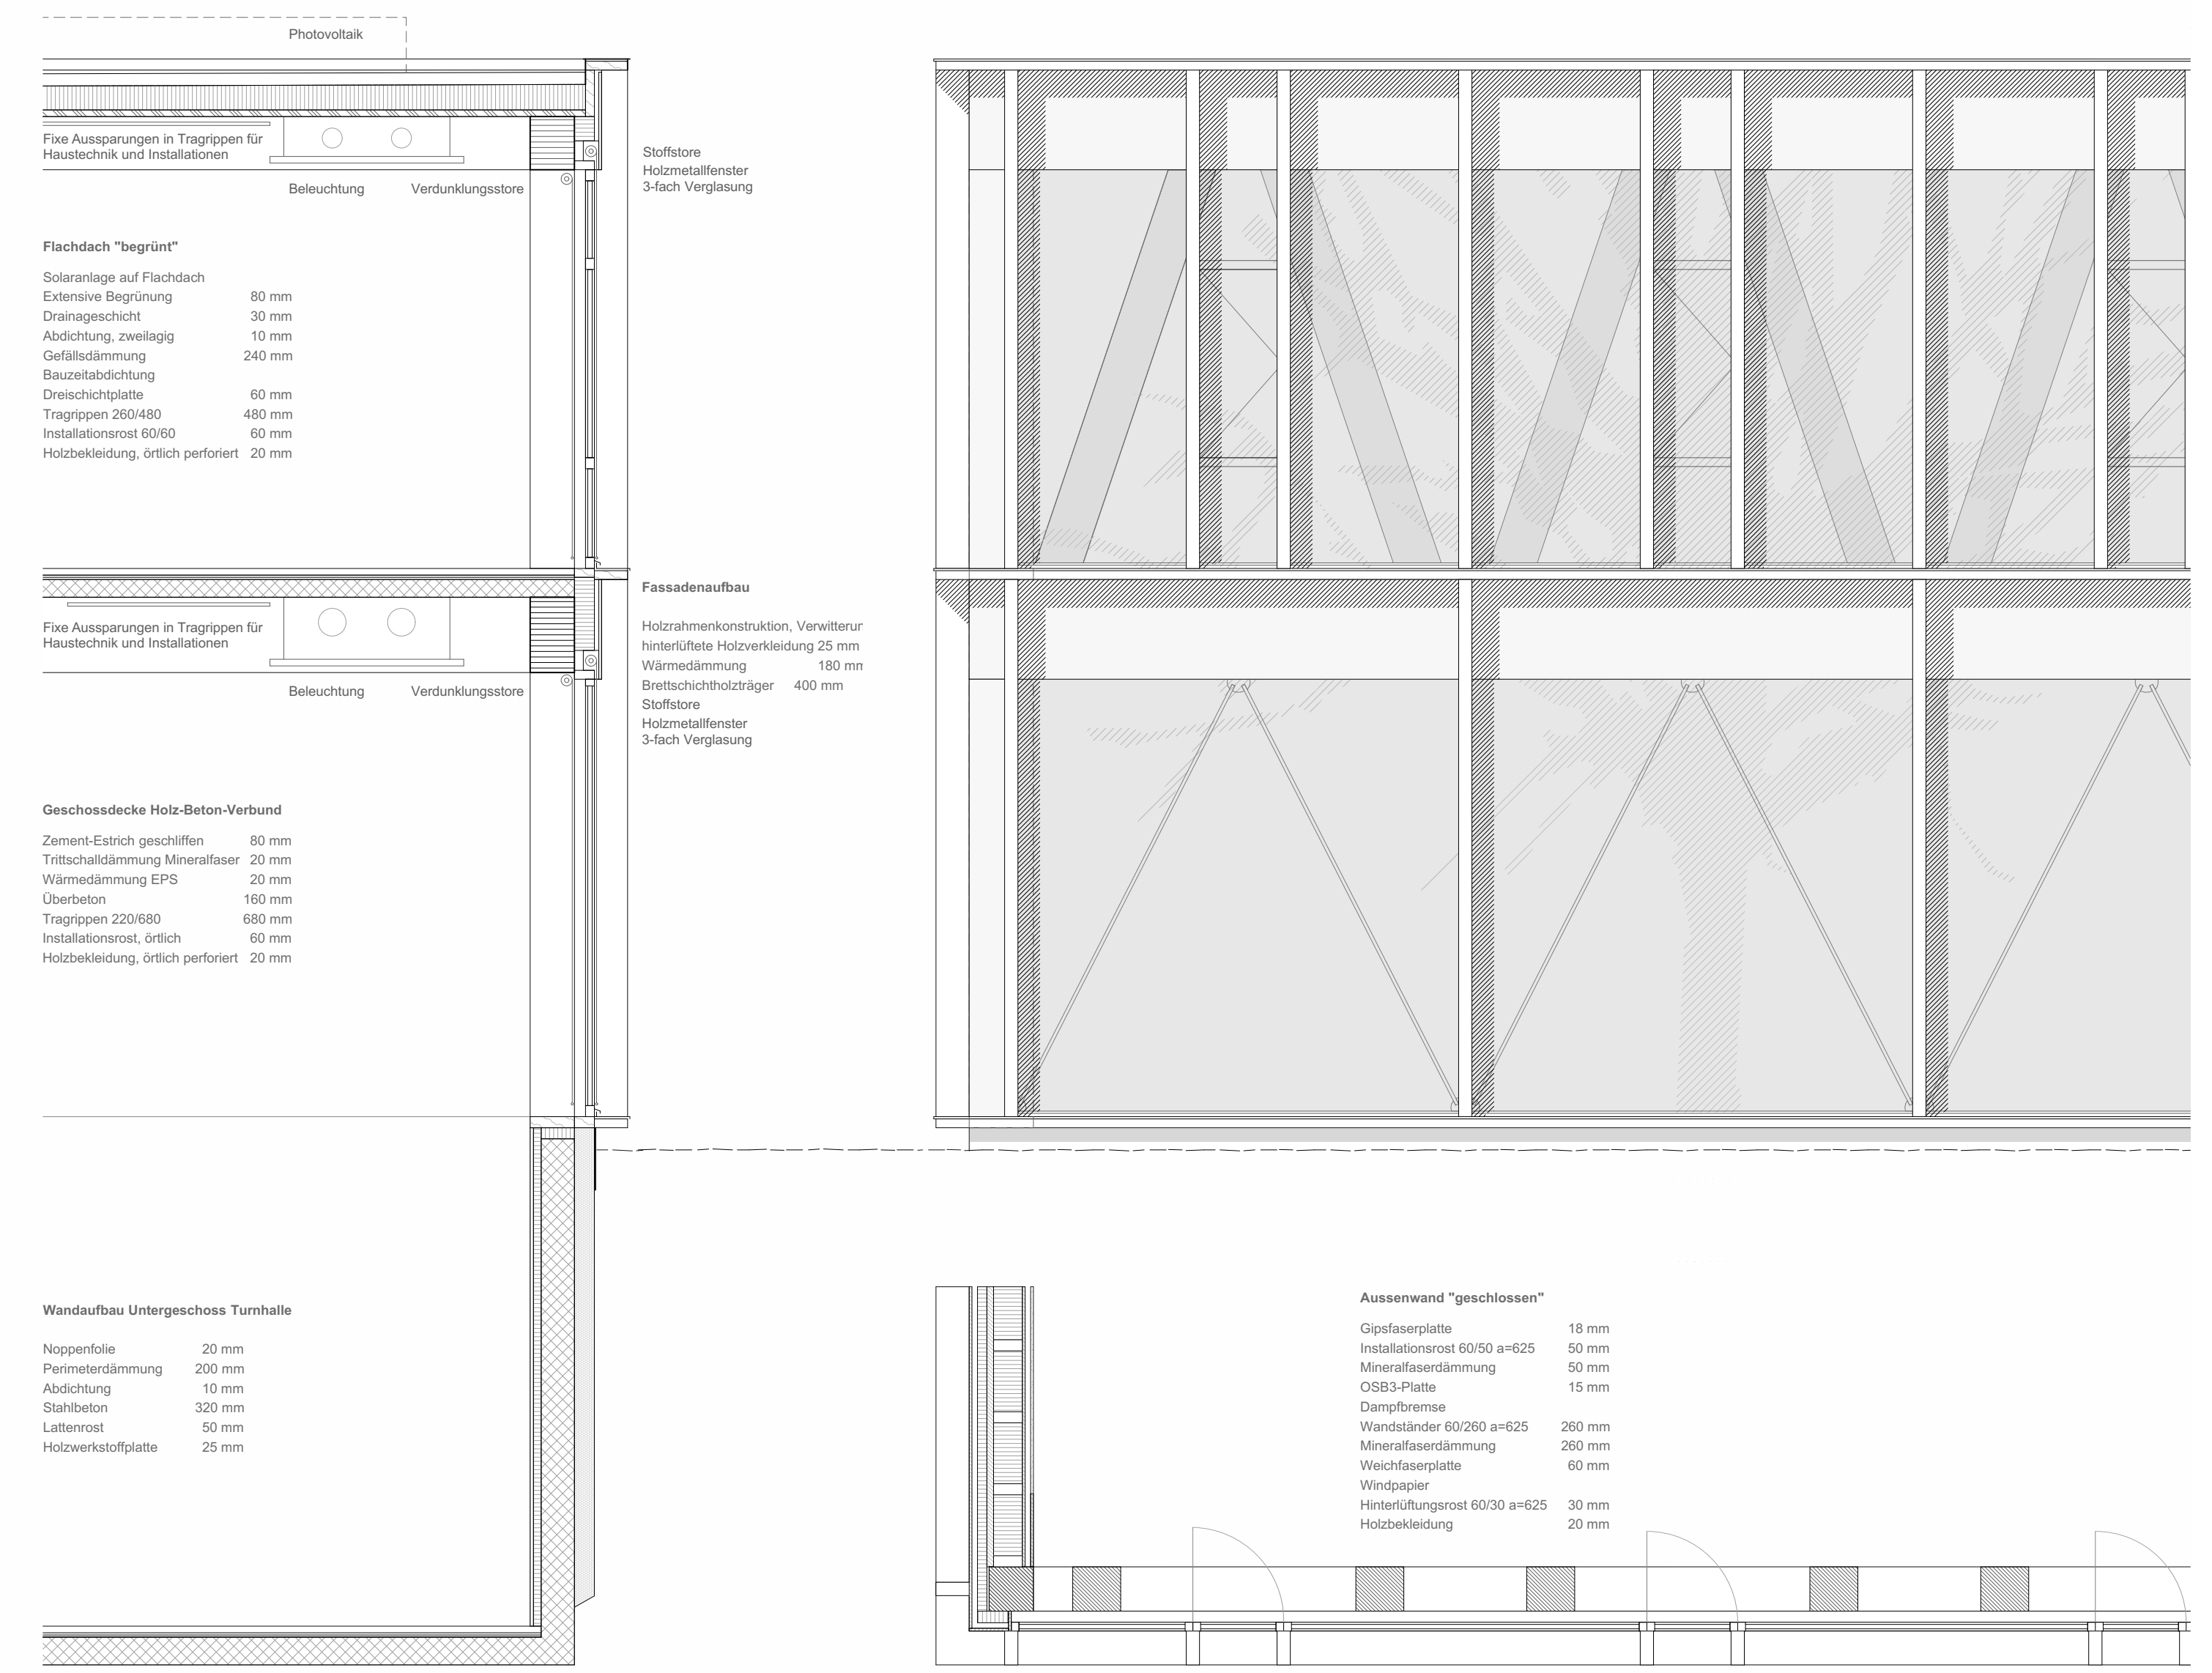 Photovoltaik
Fixe Aussparungen in Tragrippen für
Haustechnik und Installationen
Beleuchtung
Verdunklungsstore
Stoffstore
Holzmetallfenster
3-fach Verglasung
Flachdach "begrünt"
Solaranlage auf Flachdach
Extensive Begrünung 80 mm
Drainageschicht 30 mm
Abdichtung, zweilagig 10 mm
Gefällsdämmung 240 mm
Bauzeitabdichtung
Dreischichtplatte 60 mm
Tragrippen 260/480 480 mm
Installationsrost 60/60 60 mm
Holzbekleidung, örtlich perforiert 20 mm
Fixe Aussparungen in Tragrippen für
Haustechnik und Installationen
Beleuchtung
Verdunklungsstore
Fassadenaufbau
Holzrahmenkonstruktion, Verwitterur
hinterlüftete Holzverkleidung 25 mm
Wärmedämmung 180 mm
Brettschichtholzträger 400 mm
Stoffstore
Holzmetallfenster
3-fach Verglasung
Geschossdecke Holz-Beton-Verbund
Zement-Estrich geschliffen 80 mm
Trittschalldämmung Mineralfaser 20 mm
Wärmedämmung EPS 20 mm
Überbeton 160 mm
Tragrippen 220/680 680 mm
Installationsrost, örtlich 60 mm
Holzbekleidung, örtlich perforiert 20 mm
Wandaufbau Untergeschoss Turnhalle
Noppenfolie 20 mm
Perimeterdämmung 200 mm
Abdichtung 10 mm
Stahlbeton 320 mm
Lattenrost 50 mm
Holzwerkstoffplatte 25 mm
Aussenwand "geschlossen"
Gipsfaserplatte 18 mm
Installationsrost 60/50 a=625 50 mm
Mineralfaserdämmung 50 mm
OSB3-Platte 15 mm
Dampfbremse
Wandständer 60/260 a=625 260 mm
Mineralfaserdämmung 260 mm
Weichfaserplatte 60 mm
Windpapier
Hinterlüftungsrost 60/30 a=625 30 mm
Holzbekleidung 20 mm